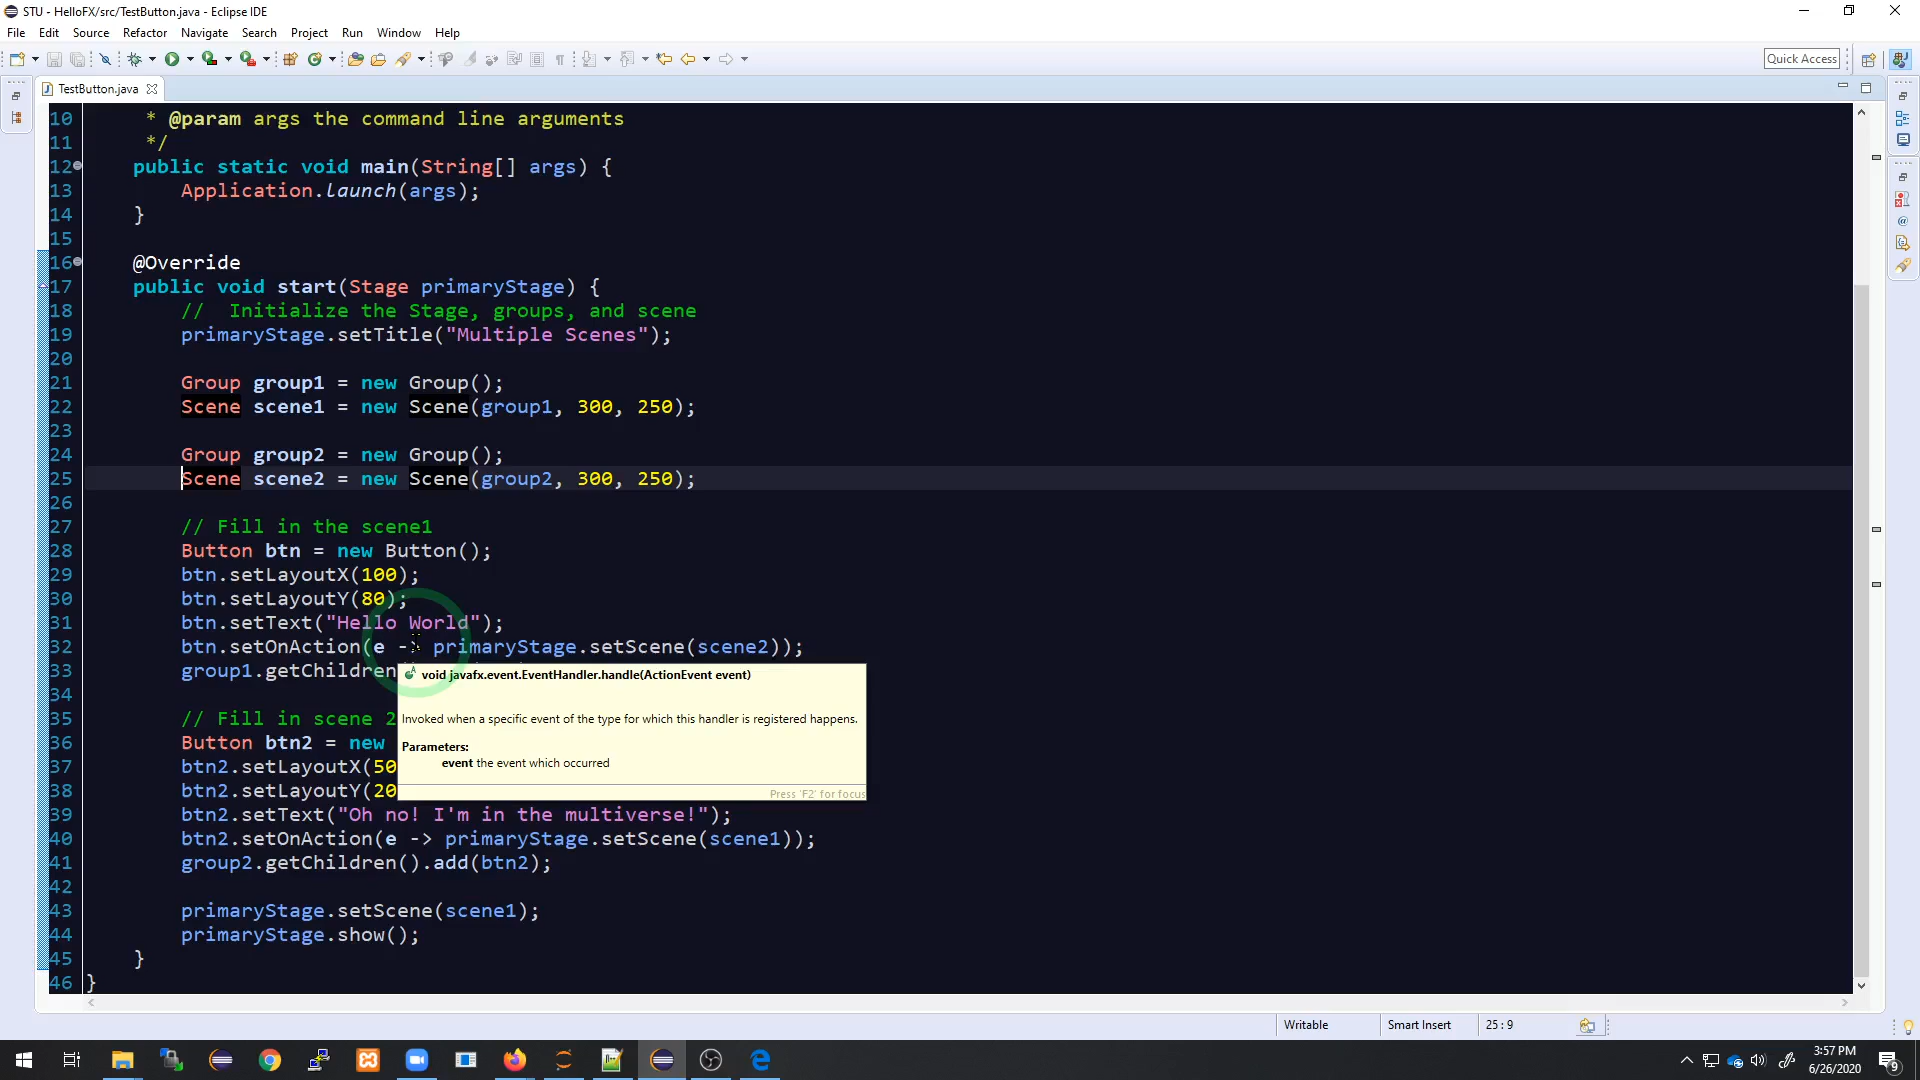 STU - HelloFX/src/TestButton.java - Eclipse IDE
File Edit Source Refactor Navigate Search Project Run Window Help
Quick Access
TestButton.java
10 * @param args the command line arguments
11 */
12 public static void main(String[] args) {
13 Application.launch(args);
14 }
15
16 @Override
17 public void start(Stage primaryStage) {
18 //  Initialize the Stage, groups, and scene
19 primaryStage.setTitle("Multiple Scenes");
20
21 Group group1 = new Group();
22 Scene scene1 = new Scene(group1, 300, 250);
23
24 Group group2 = new Group();
25 Scene scene2 = new Scene(group2, 300, 250);
26
27 // Fill in the scene1
28 Button btn = new Button();
29 btn.setLayoutX(100);
30 btn.setLayoutY(80);
31 btn.setText("Hello World");
32 btn.setOnAction(e -> primaryStage.setScene(scene2));
33 group1.getChildren
void javafx.event.EventHandler.handle(ActionEvent event)
34
Invoked when a specific event of the type for which this handler is registered happens.
35 // Fill in scene 2
36 Button btn2 = new
Parameters:
event the event which occurred
37 btn2.setLayoutX(50
38 btn2.setLayoutY(20
Press 'F2' for focus
39 btn2.setText("Oh no! I'm in the multiverse!");
40 btn2.setOnAction(e -> primaryStage.setScene(scene1));
41 group2.getChildren().add(btn2);
42
43 primaryStage.setScene(scene1);
44 primaryStage.show();
45 }
46 }
Writable Smart Insert 25 : 9
3:57 PM
6/26/2020
9